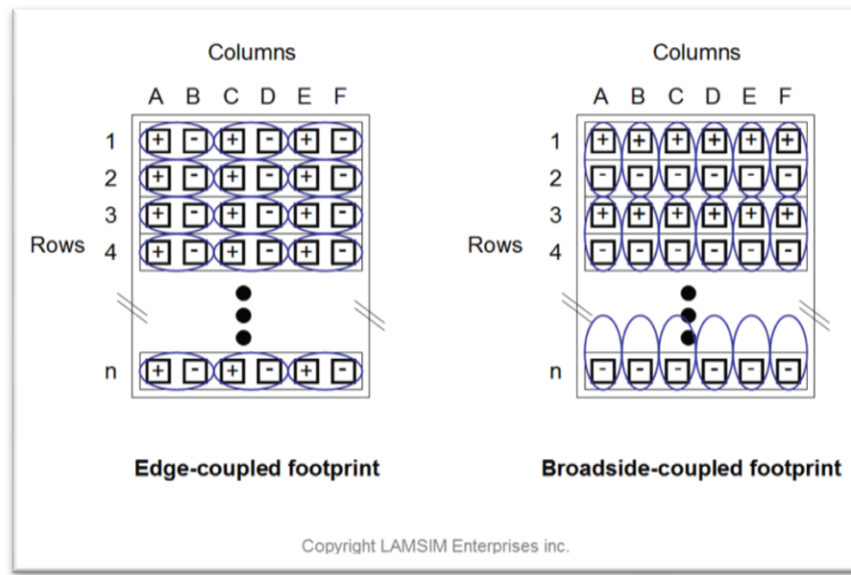 Columns
A B C D E F
1 + - + - + -
2 + - + - + -
3 + - + - + -
Rows 4 + - + - + -
n + - + - + -
Edge-coupled footprint
Columns
A B C D E F
1 + + + + + +
2 - - - - - -
3 + + + + + +
Rows 4 - - - - - -
n - - - - - -
Broadside-coupled footprint
Copyright LAMSIM Enterprises inc.